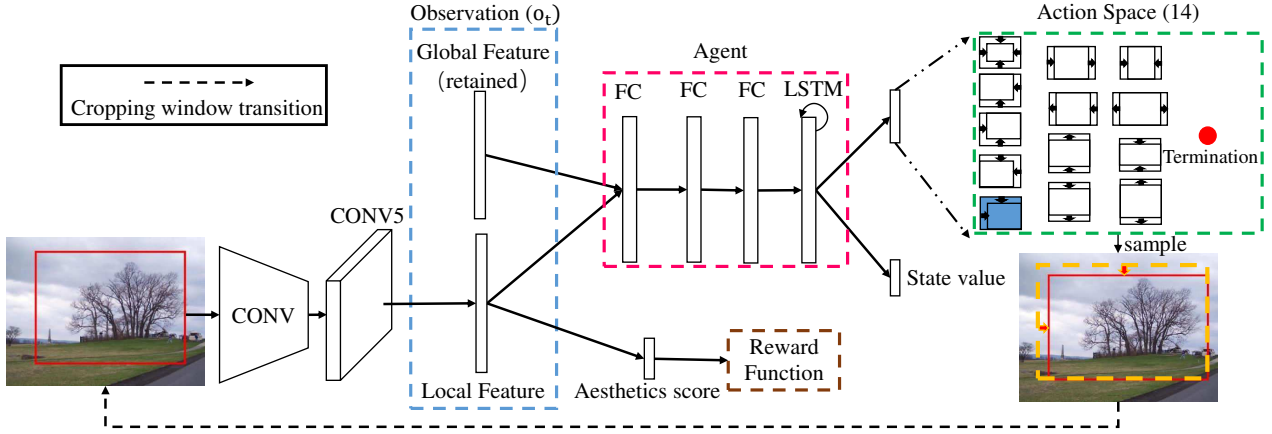 Observation (oₜ)
Action Space (14)
Global Feature
（retained）
Agent
Cropping window transition
FC
FC
FC
LSTM
Termination
CONV5
CONV
sample
State value
Local Feature
Aesthetics score
Reward
Function